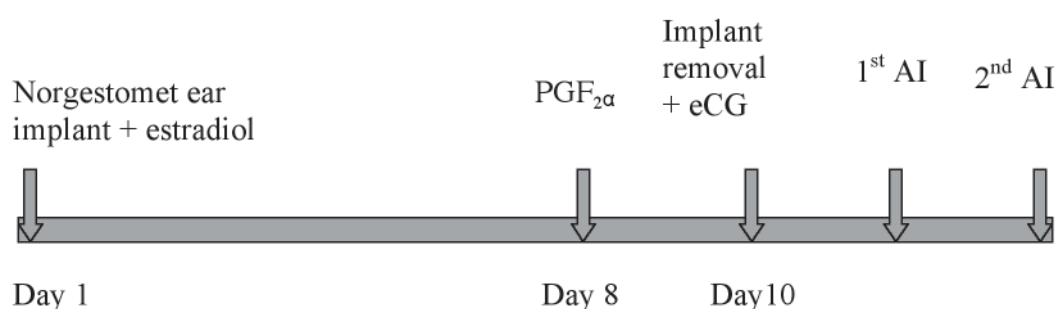 Norgestomet ear
implant + estradiol
PGF₂α
Implant
removal
+ eCG
1ˢᵗ AI
2ⁿᵈ AI
Day 1
Day 8
Day10